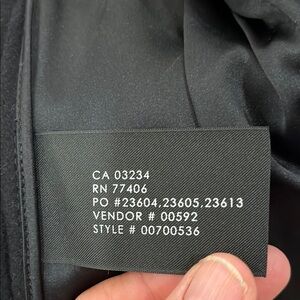 CA 03234
RN 77406
PO #23604,23605,23613
VENDOR # 00592
STYLE # 00700536